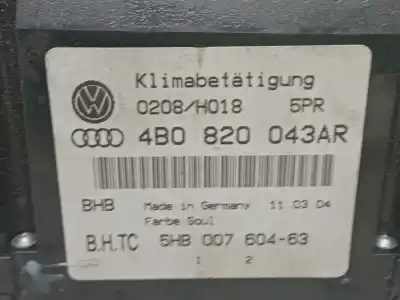 Klimabetätigung
0208/H018 5PR
4B0 820 043AR
BHB Made in Germany 11 03 04
Farbe Soul
B.H.TC 5HB 007 604-63
1 2